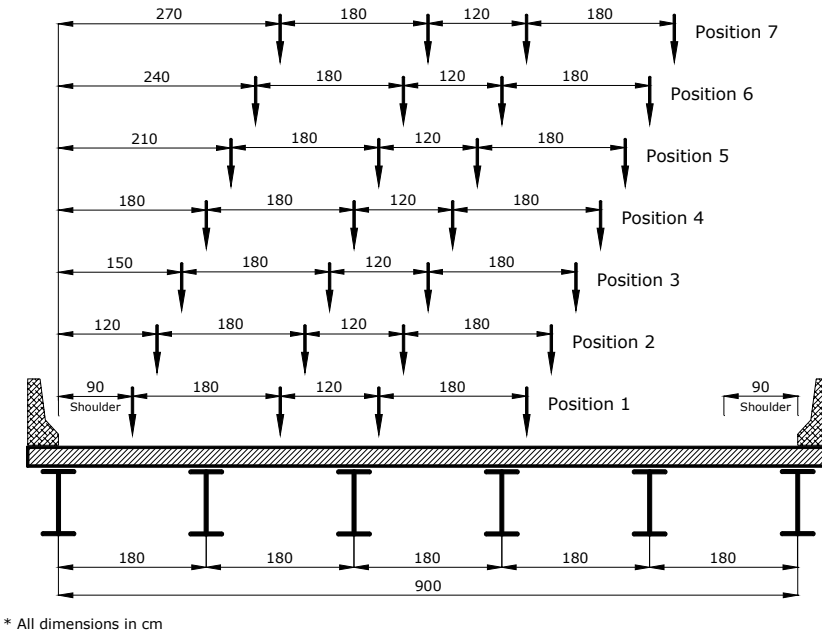 270 180 120 180 Position 7
240 180 120 180 Position 6
210 180 120 180 Position 5
180 180 120 180 Position 4
150 180 120 180 Position 3
120 180 120 180 Position 2
90 180 120 180 Position 1 90
Shoulder Shoulder
180 180 180 180 180
900
* All dimensions in cm